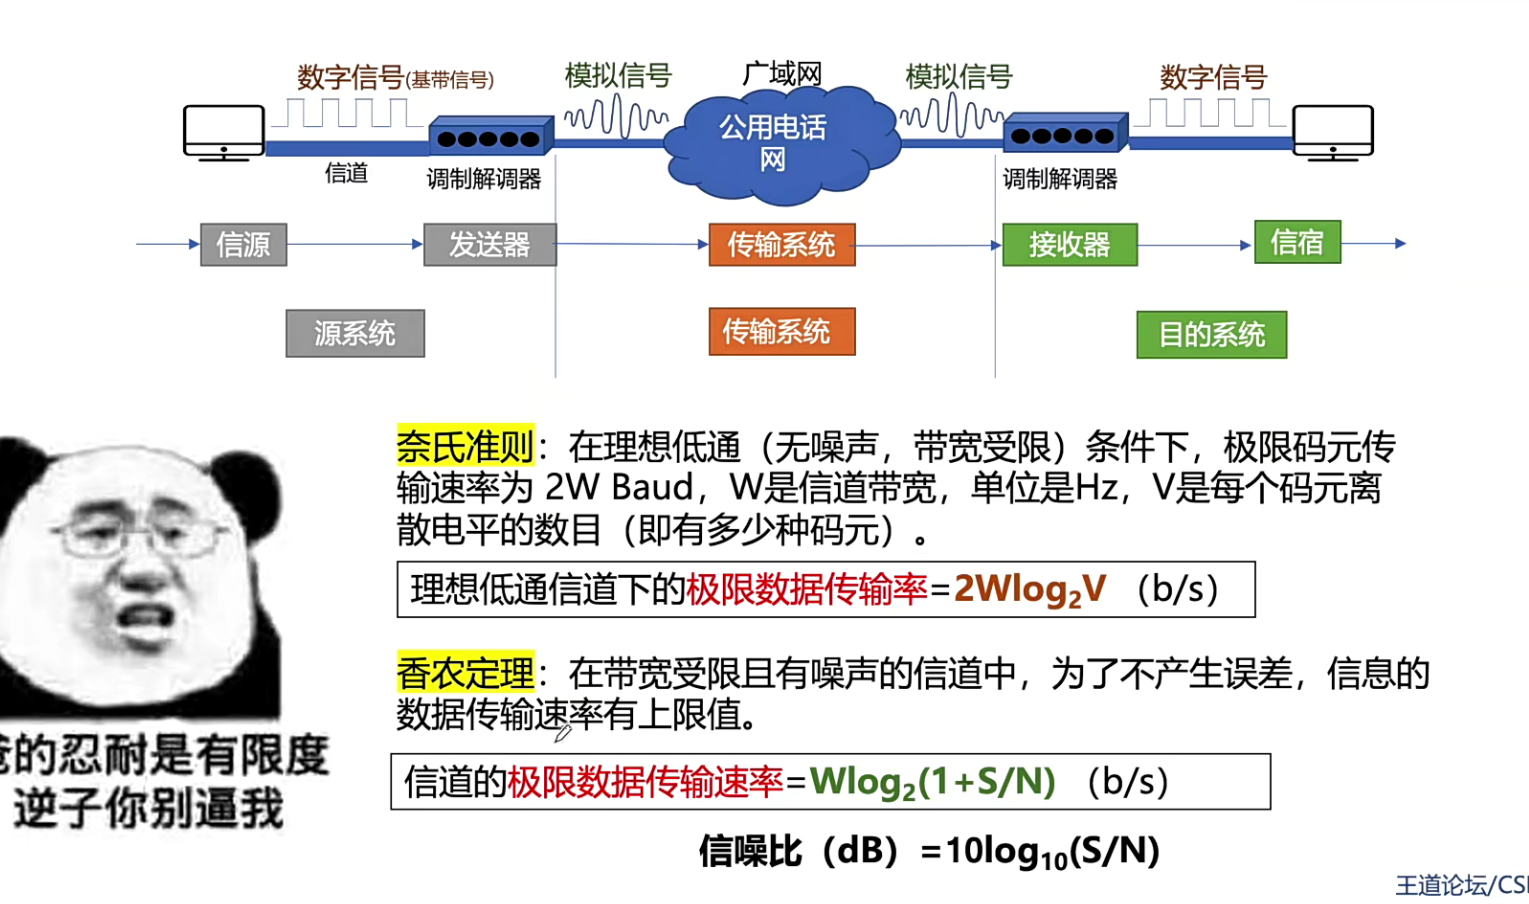 数字信号(基带信号)
模拟信号
广域网
模拟信号
数字信号
公用电话
网
信道
调制解调器
调制解调器
信源
发送器
传输系统
接收器
信宿
源系统
传输系统
目的系统
奈氏准则：在理想低通（无噪声，带宽受限）条件下，极限码元传
输速率为 2W Baud，W是信道带宽，单位是Hz，V是每个码元离
散电平的数目（即有多少种码元）。
理想低通信道下的极限数据传输率=2Wlog₂V （b/s）
香农定理：在带宽受限且有噪声的信道中，为了不产生误差，信息的
数据传输速率有上限值。
信道的极限数据传输速率=Wlog₂(1+S/N) （b/s）
信噪比（dB）=10log₁₀(S/N)
的忍耐是有限度
逆子你别逼我
王道论坛/CS